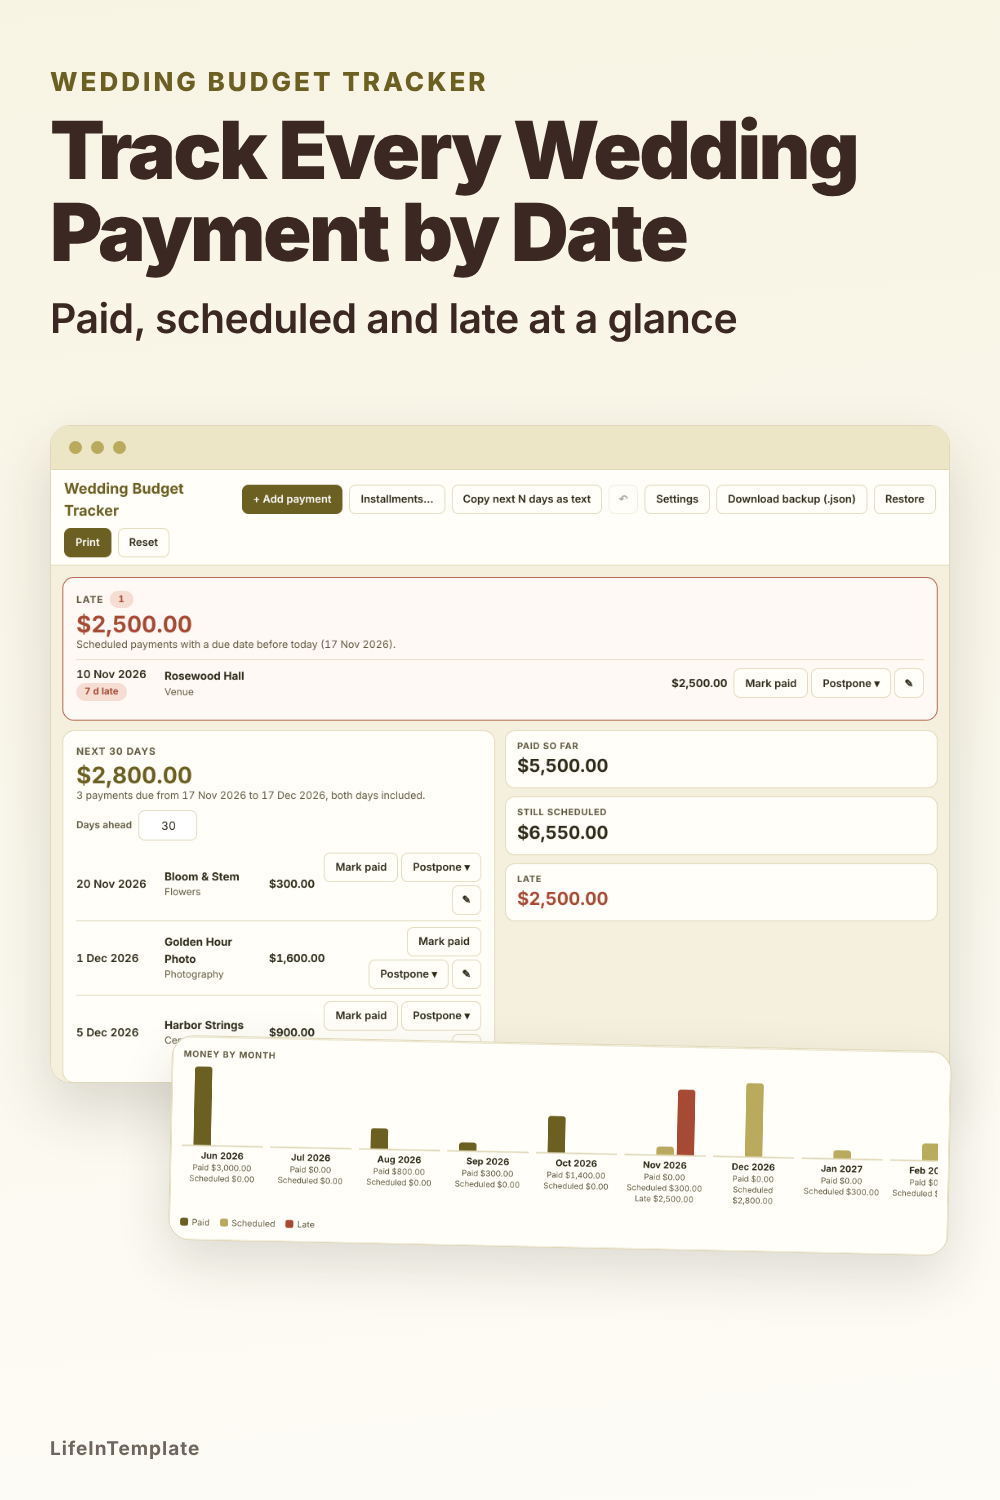 WEDDING BUDGET TRACKER
Track Every Wedding
Payment by Date
Paid, scheduled and late at a glance
Wedding Budget
Tracker
+ Add payment
Installments...
Copy next N days as text
↶
Settings
Download backup (.json)
Restore
Print
Reset
LATE 1
$2,500.00
Scheduled payments with a due date before today (17 Nov 2026).
10 Nov 2026
7 d late
Rosewood Hall
Venue
$2,500.00
Mark paid
Postpone ▾
✎
NEXT 30 DAYS
$2,800.00
3 payments due from 17 Nov 2026 to 17 Dec 2026, both days included.
Days ahead 30
20 Nov 2026
Bloom & Stem
Flowers
$300.00
Mark paid
Postpone ▾
✎
1 Dec 2026
Golden Hour
Photo
Photography
$1,600.00
Mark paid
Postpone ▾
✎
5 Dec 2026
Harbor Strings
$900.00
Mark paid
Postpone ▾
PAID SO FAR
$5,500.00
STILL SCHEDULED
$6,550.00
LATE
$2,500.00
MONEY BY MONTH
Jun 2026
Paid $3,000.00
Scheduled $0.00
Jul 2026
Paid $0.00
Scheduled $0.00
Aug 2026
Paid $800.00
Scheduled $0.00
Sep 2026
Paid $300.00
Scheduled $0.00
Oct 2026
Paid $1,400.00
Scheduled $0.00
Nov 2026
Paid $0.00
Scheduled $300.00
Late $2,500.00
Dec 2026
Paid $0.00
Scheduled
$2,800.00
Jan 2027
Paid $0.00
Scheduled $300.00
Feb
Paid
Scheduled
Paid
Scheduled
Late
LifeInTemplate